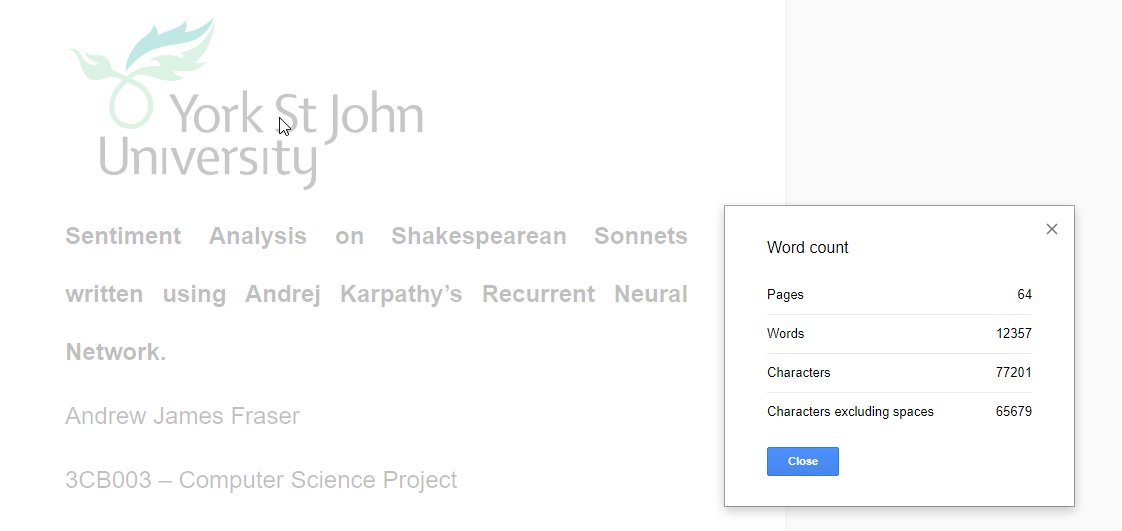 York St John
University
Sentiment Analysis on Shakespearean Sonnets
written using Andrej Karpathy’s Recurrent Neural
Network.
Andrew James Fraser
3CB003 – Computer Science Project
Word count
Pages 64
Words 12357
Characters 77201
Characters excluding spaces 65679
Close